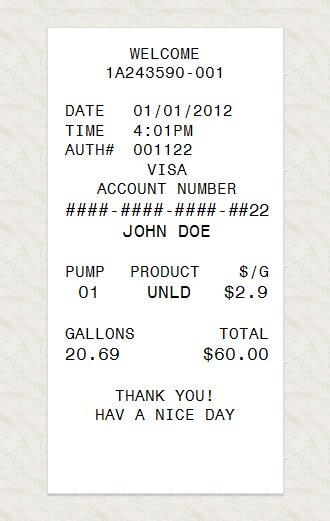 WELCOME
1A243590-001
DATE 01/01/2012
TIME 4:01PM
AUTH# 001122
VISA
ACCOUNT NUMBER
####-####-####-##22
JOHN DOE
PUMP PRODUCT $/G
01 UNLD $2.9
GALLONS TOTAL
20.69 $60.00
THANK YOU!
HAV A NICE DAY